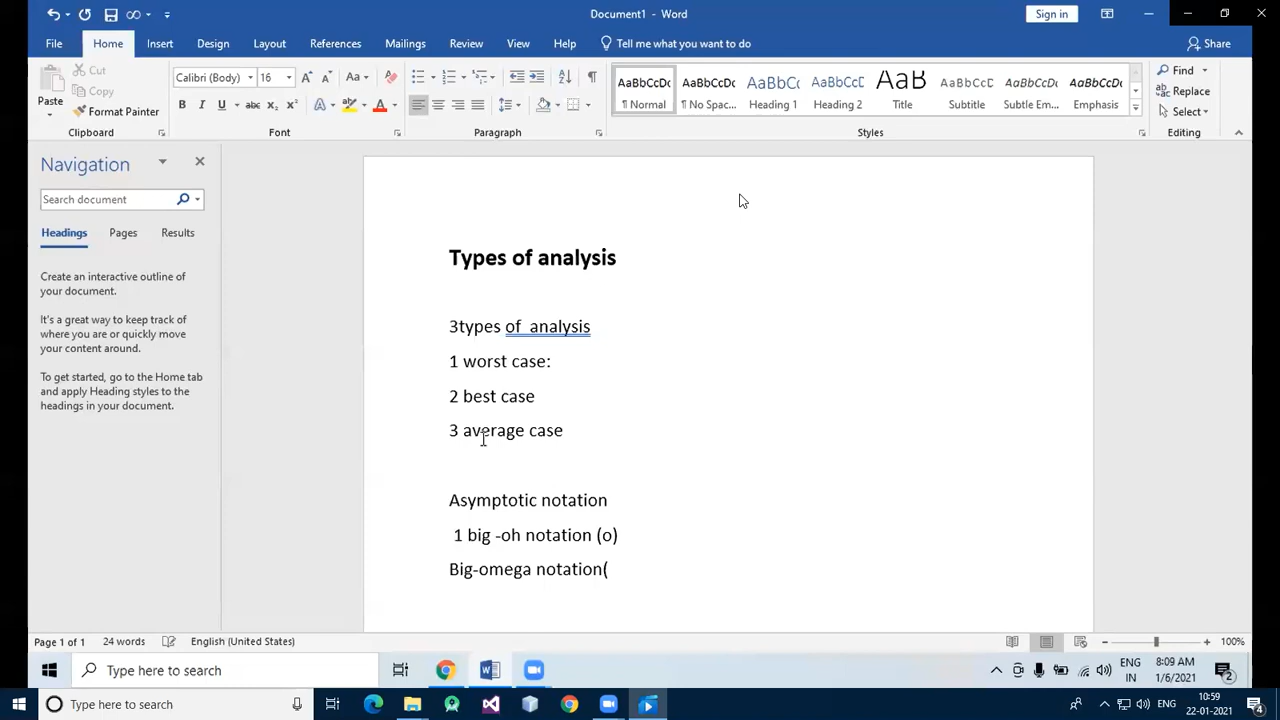 Document1 - Word
Sign in
File Home Insert Design Layout References Mailings Review View Help Tell me what you want to do Share
Paste Cut Copy Format Painter
Calibri (Body) 16
AaBbCcDc ¶ Normal
AaBbCcDc ¶ No Spac...
AaBbCc Heading 1
AaBbCcE Heading 2
AaB Title
AaBbCcD Subtitle
AaBbCcDc Subtle Em...
AaBbCcDc Emphasis
Find
Replace
Select
Clipboard Font Paragraph Styles Editing
Navigation
Search document
Headings Pages Results
Create an interactive outline of
your document.
It's a great way to keep track of
where you are or quickly move
your content around.
To get started, go to the Home tab
and apply Heading styles to the
headings in your document.
Types of analysis
3types of  analysis
1 worst case:
2 best case
3 average case
Asymptotic notation
1 big -oh notation (o)
Big-omega notation(
Page 1 of 1 24 words English (United States) 100%
Type here to search
ENG IN
8:09 AM
1/6/2021
2
Type here to search
ENG
10:59
22-01-2021
4